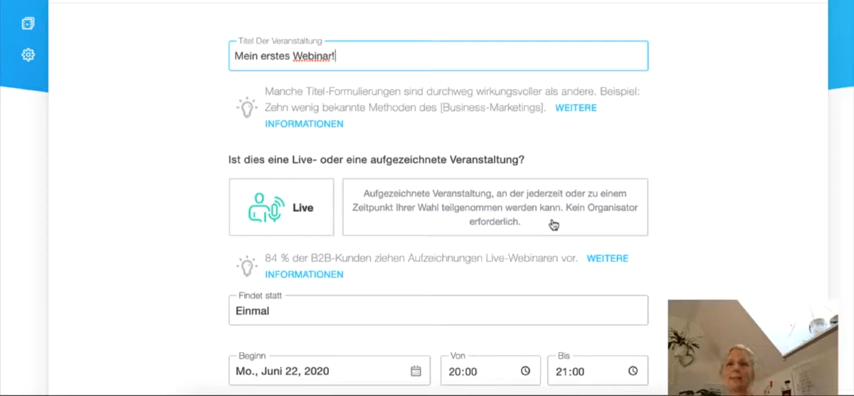 Titel Der Veranstaltung
Mein erstes Webinar!
Manche Titel-Formulierungen sind durchweg wirkungsvoller als andere. Beispiel:
Zehn wenig bekannte Methoden des [Business-Marketings]. WEITERE
INFORMATIONEN
Ist dies eine Live- oder eine aufgezeichnete Veranstaltung?
Live
Aufgezeichnete Veranstaltung, an der jederzeit oder zu einem
Zeitpunkt Ihrer Wahl teilgenommen werden kann. Kein Organisator
erforderlich.
84 % der B2B-Kunden ziehen Aufzeichnungen Live-Webinaren vor. WEITERE
INFORMATIONEN
Findet statt
Einmal
Beginn
Mo., Juni 22, 2020
Von
20:00
Bis
21:00